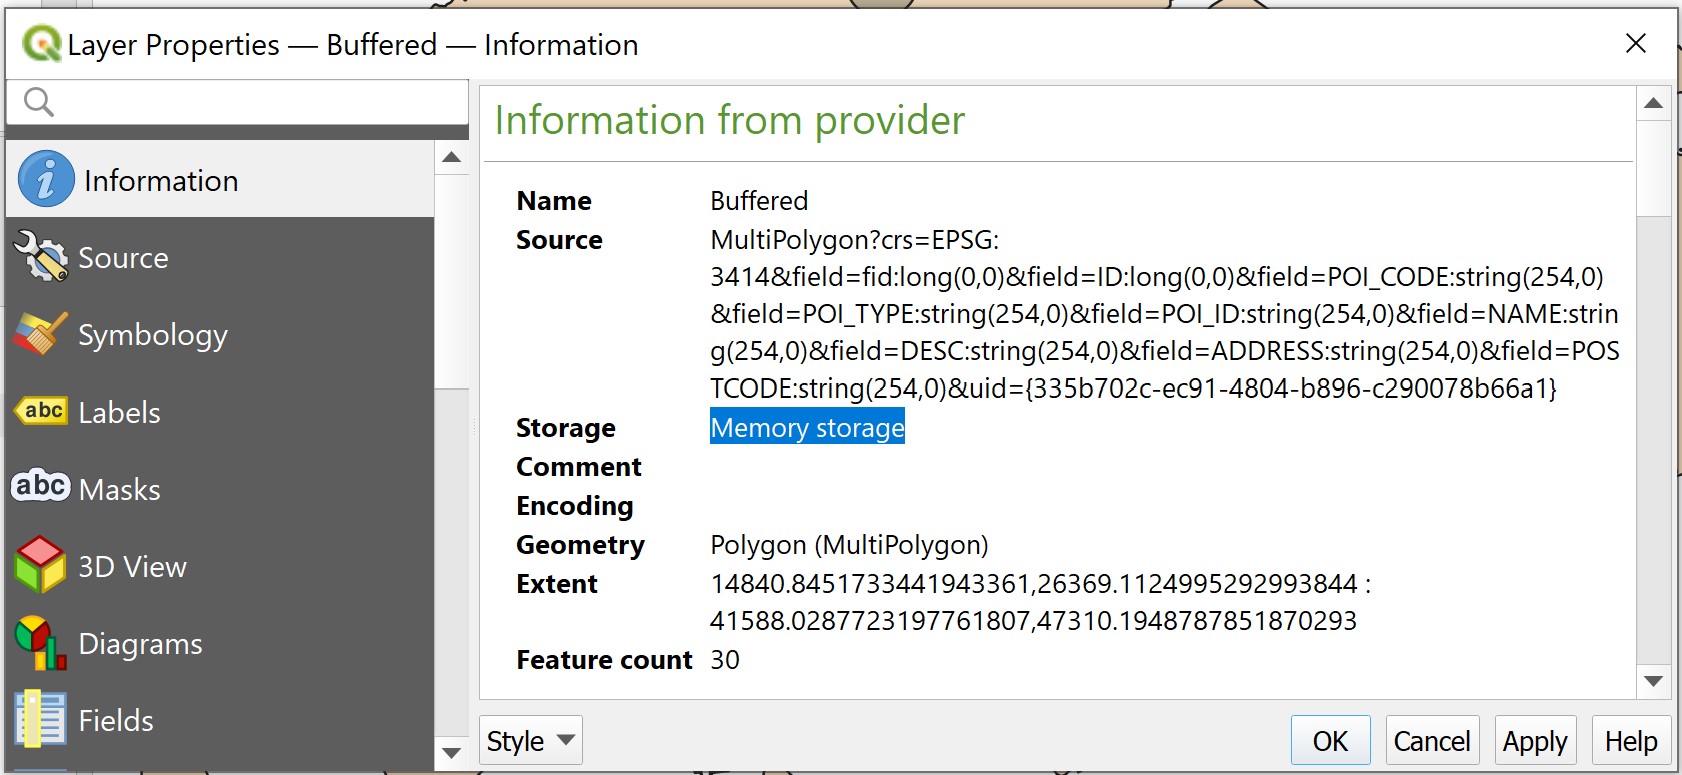 Layer Properties — Buffered — Information
Information
Source
Symbology
abc Labels
abc Masks
3D View
Diagrams
Fields
Information from provider
Name Buffered
Source MultiPolygon?crs=EPSG:
3414&field=fid:long(0,0)&field=ID:long(0,0)&field=POI_CODE:string(254,0)
&field=POI_TYPE:string(254,0)&field=POI_ID:string(254,0)&field=NAME:strin
g(254,0)&field=DESC:string(254,0)&field=ADDRESS:string(254,0)&field=POS
TCODE:string(254,0)&uid={335b702c-ec91-4804-b896-c290078b66a1}
Storage Memory storage
Comment
Encoding
Geometry Polygon (MultiPolygon)
Extent 14840.8451733441943361,26369.1124995292993844 :
41588.0287723197761807,47310.1948787851870293
Feature count 30
Style OK Cancel Apply Help